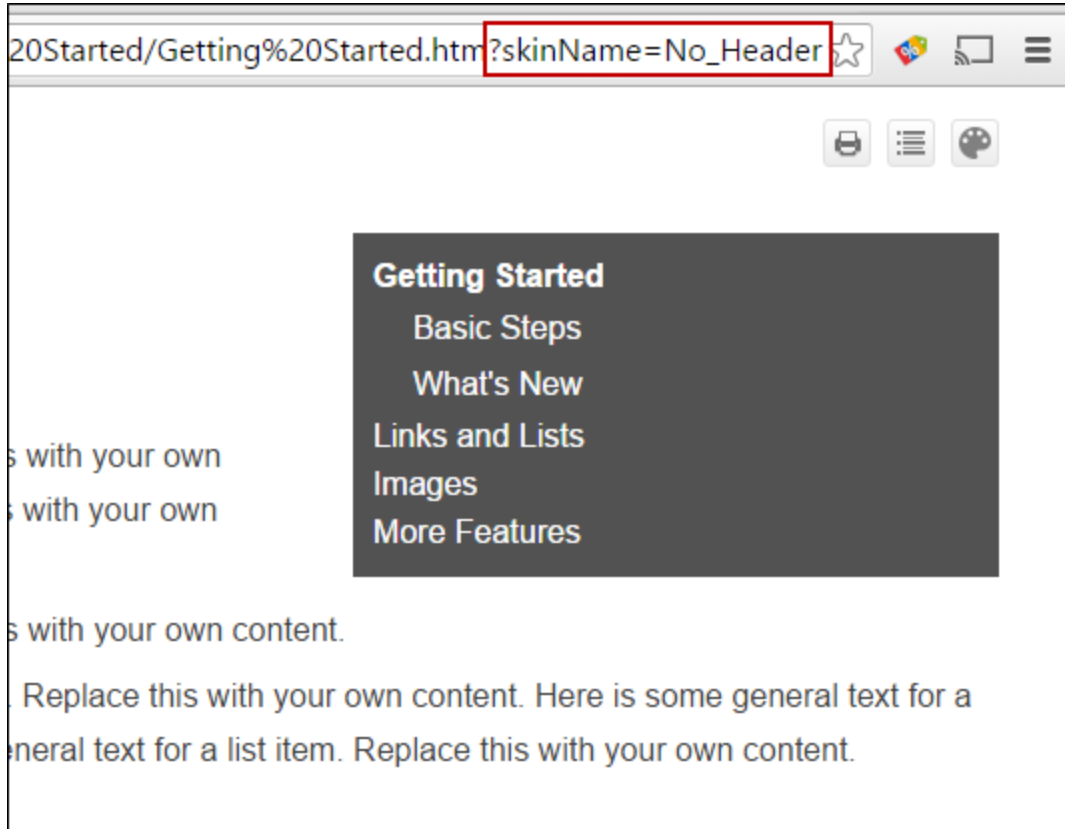 20Started/Getting%20Started.htm?skinName=No_Header
Getting Started
Basic Steps
What's New
Links and Lists
Images
More Features
with your own
with your own
with your own content.
. Replace this with your own content. Here is some general text for a
text for a list item. Replace this with your own content.